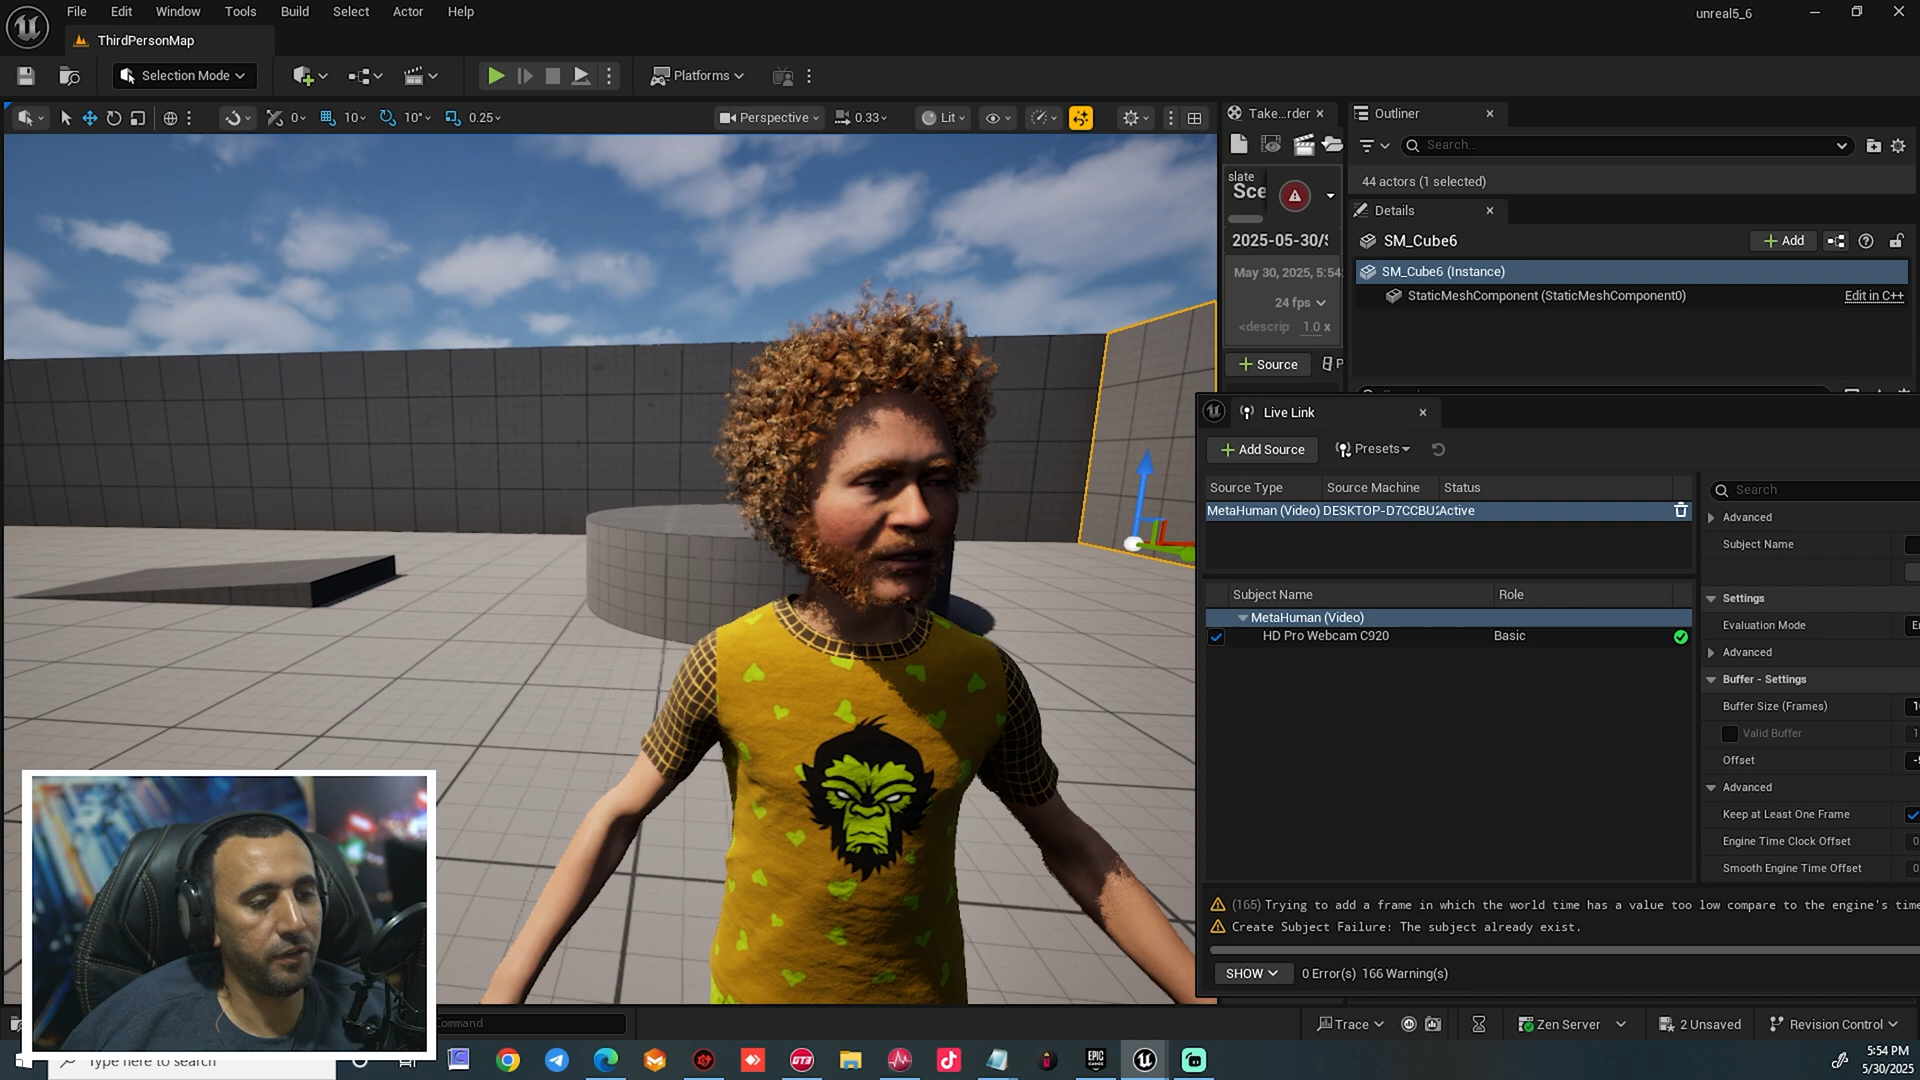 File Edit Window Tools Build Select Actor Help
unreal5_6
ThirdPersonMap
Selection Mode
Platforms
0 10 10° 0.25
Perspective 0.33 Lit
Take...rder
Outliner
Search...
slate
Sce
44 actors (1 selected)
Details
2025-05-30/S
SM_Cube6
Add
May 30, 2025, 5:54:
SM_Cube6 (Instance)
StaticMeshComponent (StaticMeshComponent0)
Edit in C++
24 fps
<descrip 1.0 x
Source P
Live Link
Add Source
Presets
Source Type Source Machine Status
Search
MetaHuman (Video) DESKTOP-D7CCBU2 Active
Advanced
Subject Name
Subject Name Role
Settings
MetaHuman (Video)
Evaluation Mode
HD Pro Webcam C920 Basic
Advanced
Buffer - Settings
Buffer Size (Frames)
Valid Buffer
Offset
Advanced
Keep at Least One Frame
Engine Time Clock Offset
Smooth Engine Time Offset
(165) Trying to add a frame in which the world time has a value too low compare to the engine's time
Create Subject Failure: The subject already exist.
SHOW
0 Error(s) 166 Warning(s)
Command
Trace
Zen Server
2 Unsaved
Revision Control
Type here to search
GT3
EPIC GAMES
5:54 PM
5/30/2025